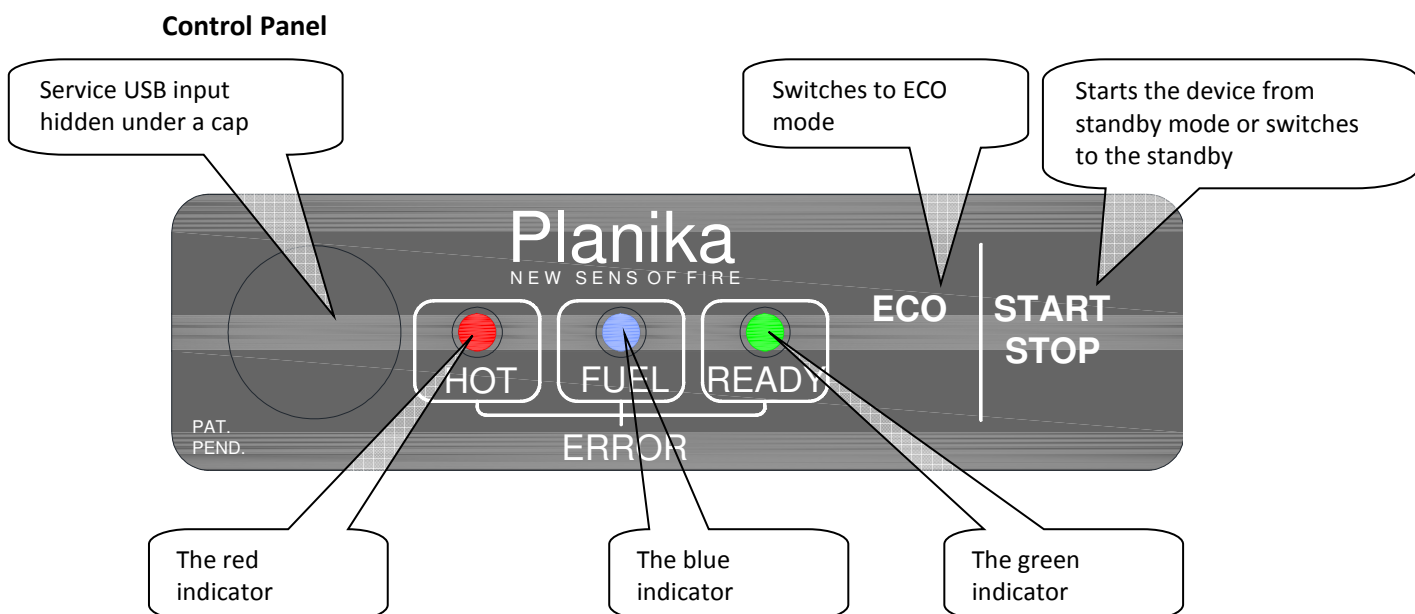 Control Panel
Service USB input
hidden under a cap
Switches to ECO
mode
Starts the device from
standby mode or switches
to the standby
Planika
NEW SENS OF FIRE
ECO
START
STOP
HOT
FUEL
READY
PAT.
PEND.
ERROR
The red
indicator
The blue
indicator
The green
indicator